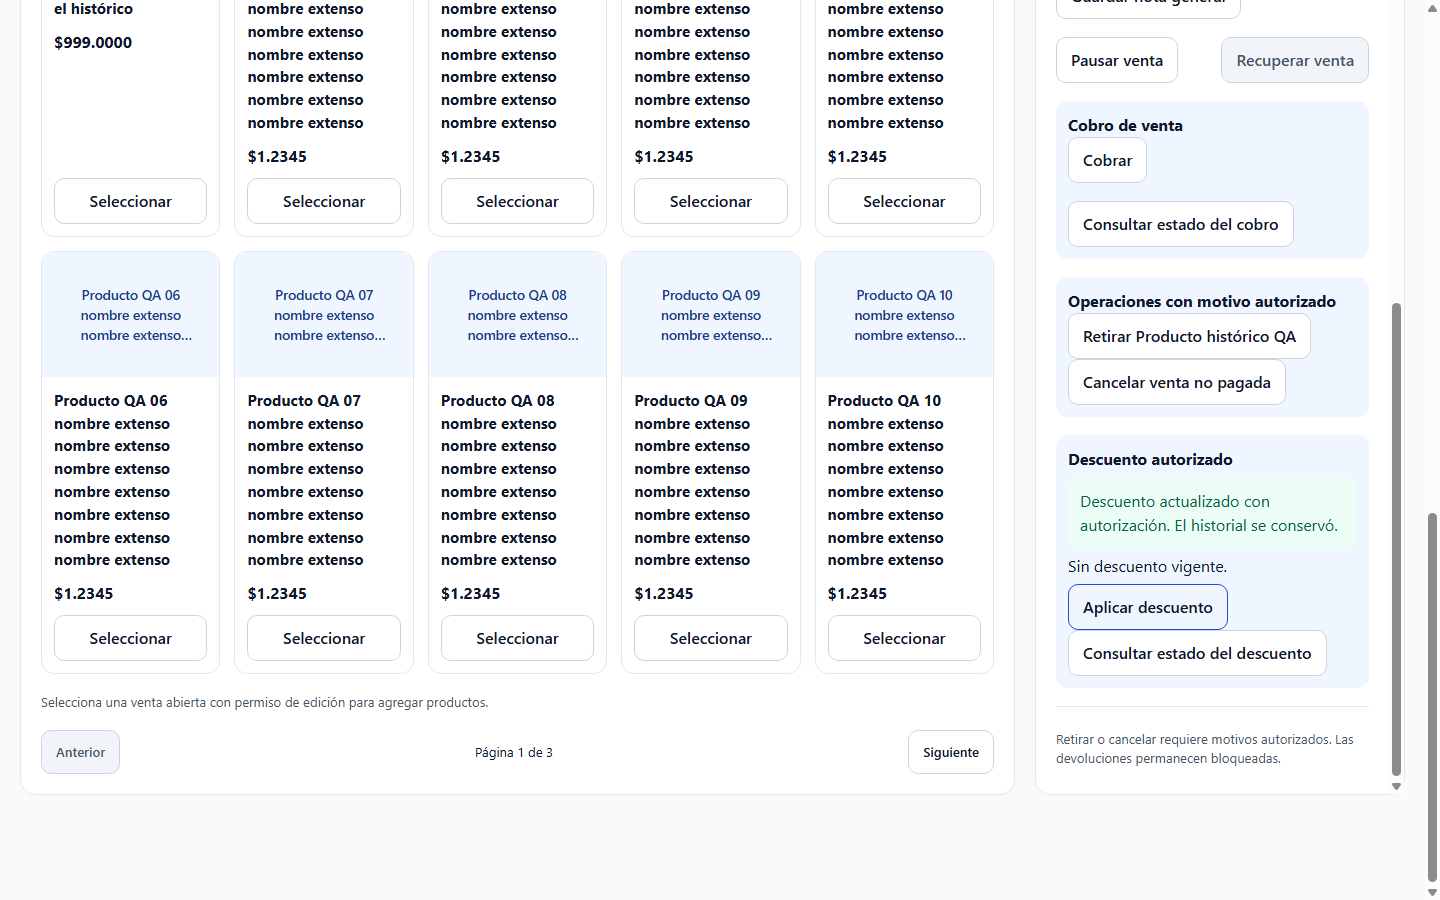 el histórico
$999.0000
Seleccionar
nombre extenso
nombre extenso
nombre extenso
nombre extenso
nombre extenso
nombre extenso
$1.2345
Seleccionar
nombre extenso
nombre extenso
nombre extenso
nombre extenso
nombre extenso
nombre extenso
$1.2345
Seleccionar
nombre extenso
nombre extenso
nombre extenso
nombre extenso
nombre extenso
nombre extenso
$1.2345
Seleccionar
nombre extenso
nombre extenso
nombre extenso
nombre extenso
nombre extenso
nombre extenso
$1.2345
Seleccionar
Producto QA 06
nombre extenso
nombre extenso...
Producto QA 06
nombre extenso
nombre extenso
nombre extenso
nombre extenso
nombre extenso
nombre extenso
nombre extenso
$1.2345
Seleccionar
Producto QA 07
nombre extenso
nombre extenso...
Producto QA 07
nombre extenso
nombre extenso
nombre extenso
nombre extenso
nombre extenso
nombre extenso
nombre extenso
$1.2345
Seleccionar
Producto QA 08
nombre extenso
nombre extenso...
Producto QA 08
nombre extenso
nombre extenso
nombre extenso
nombre extenso
nombre extenso
nombre extenso
nombre extenso
$1.2345
Seleccionar
Producto QA 09
nombre extenso
nombre extenso...
Producto QA 09
nombre extenso
nombre extenso
nombre extenso
nombre extenso
nombre extenso
nombre extenso
nombre extenso
$1.2345
Seleccionar
Producto QA 10
nombre extenso
nombre extenso...
Producto QA 10
nombre extenso
nombre extenso
nombre extenso
nombre extenso
nombre extenso
nombre extenso
nombre extenso
$1.2345
Seleccionar
Selecciona una venta abierta con permiso de edición para agregar productos.
Anterior
Página 1 de 3
Siguiente
Guardar nota general
Pausar venta
Recuperar venta
Cobro de venta
Cobrar
Consultar estado del cobro
Operaciones con motivo autorizado
Retirar Producto histórico QA
Cancelar venta no pagada
Descuento autorizado
Descuento actualizado con
autorización. El historial se conservó.
Sin descuento vigente.
Aplicar descuento
Consultar estado del descuento
Retirar o cancelar requiere motivos autorizados. Las
devoluciones permanecen bloqueadas.